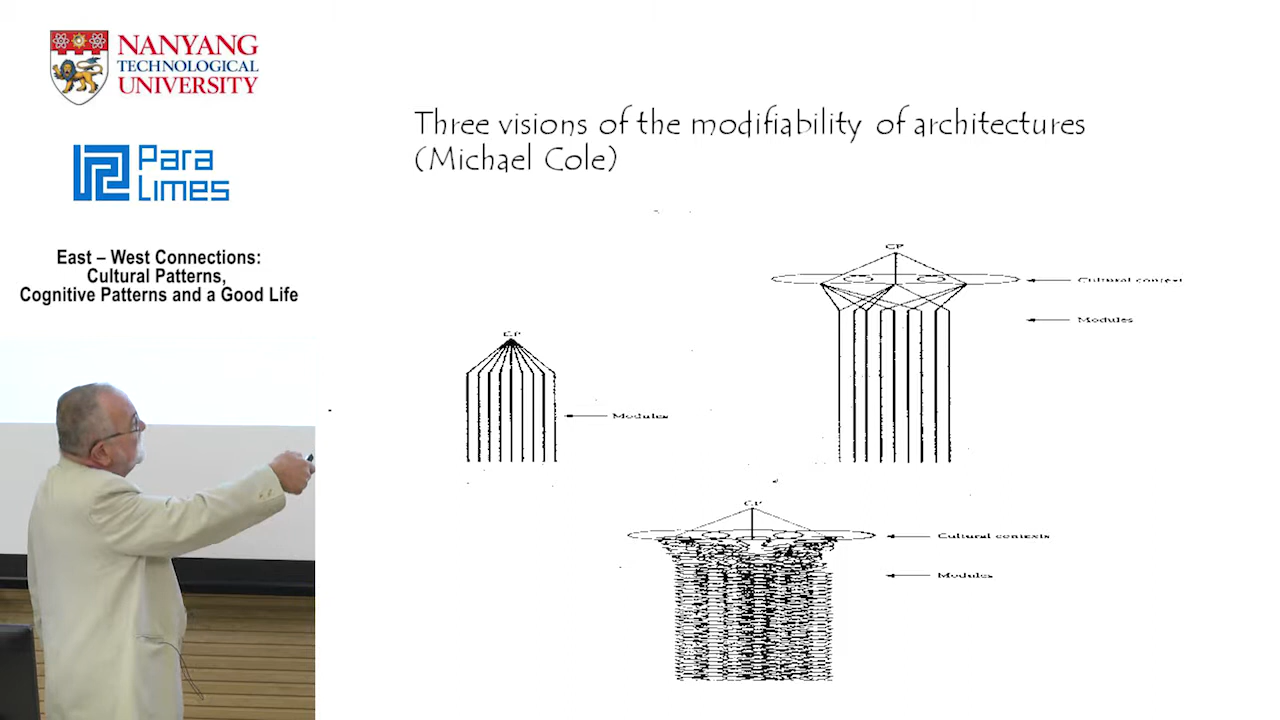 NANYANG
TECHNOLOGICAL
UNIVERSITY
Para
Limes
East – West Connections:
Cultural Patterns,
Cognitive Patterns and a Good Life
Three visions of the modifiability of architectures
(Michael Cole)
CP
Cultural context
Modules
CP
Modules
CP
Cultural contexts
Modules